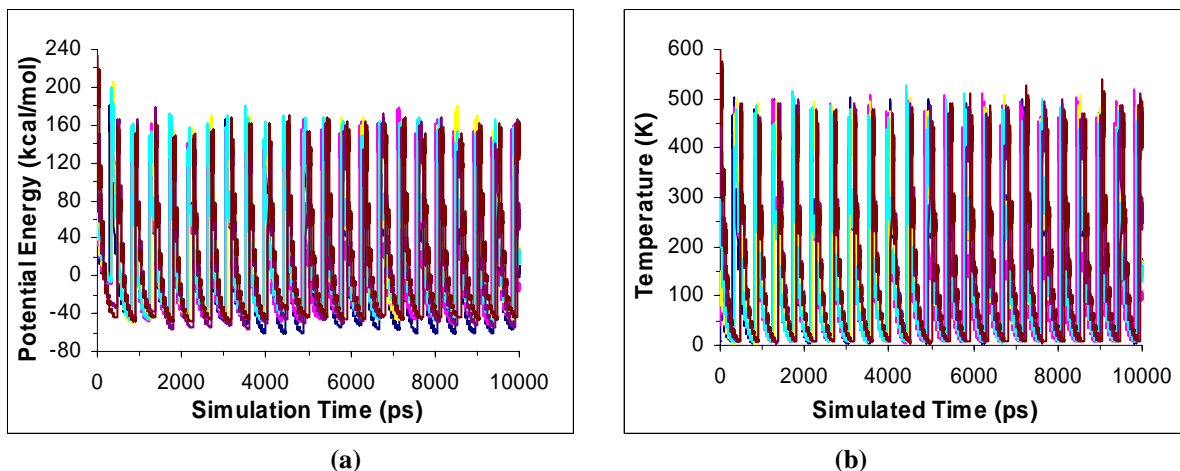 240
200
160
120
80
40
0
-40
-80
Potential Energy (kcal/mol)
0 2000 4000 6000 8000 10000
Simulation Time (ps)
(a)
600
500
400
300
200
100
0
Temperature (K)
0 2000 4000 6000 8000 10000
Simulated Time (ps)
(b)